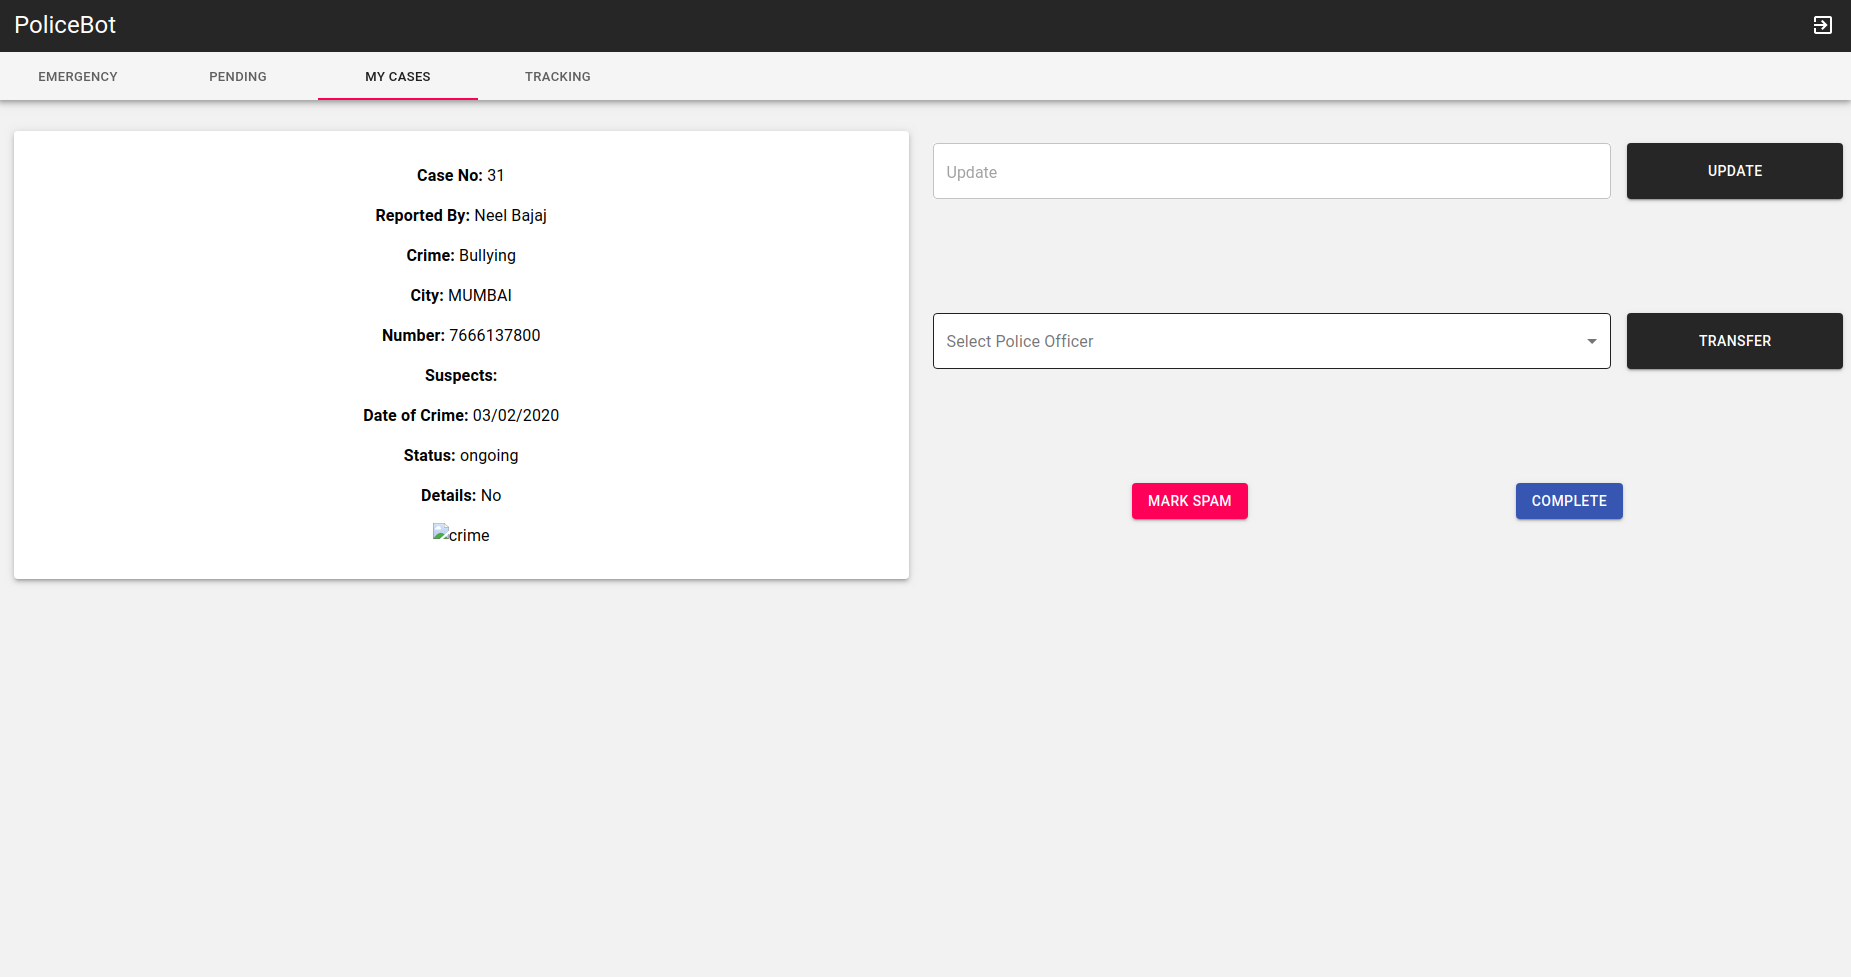 PoliceBot
EMERGENCY PENDING MY CASES TRACKING
Case No: 31
Reported By: Neel Bajaj
Crime: Bullying
City: MUMBAI
Number: 7666137800
Suspects:
Date of Crime: 03/02/2020
Status: ongoing
Details: No
crime
Update UPDATE
Select Police Officer TRANSFER
MARK SPAM COMPLETE